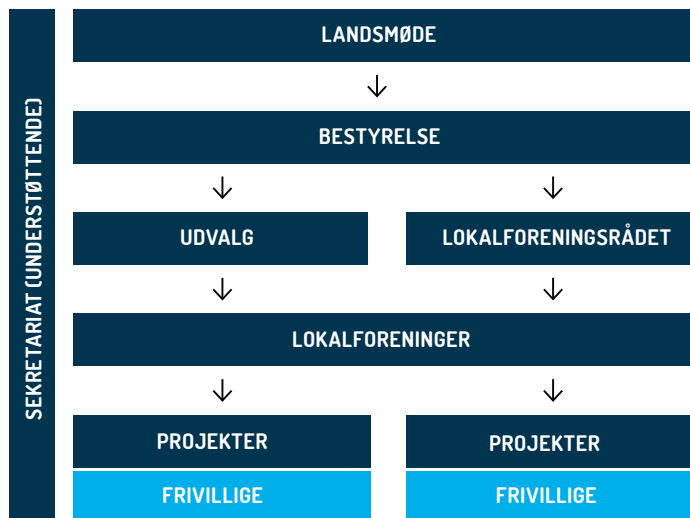 SEKRETARIAT (UNDERSTØTTENDE)
LANDSMØDE
BESTYRELSE
UDVALG
LOKALFORENINGSRÅDET
LOKALFORENINGER
PROJEKTER
PROJEKTER
FRIVILLIGE
FRIVILLIGE